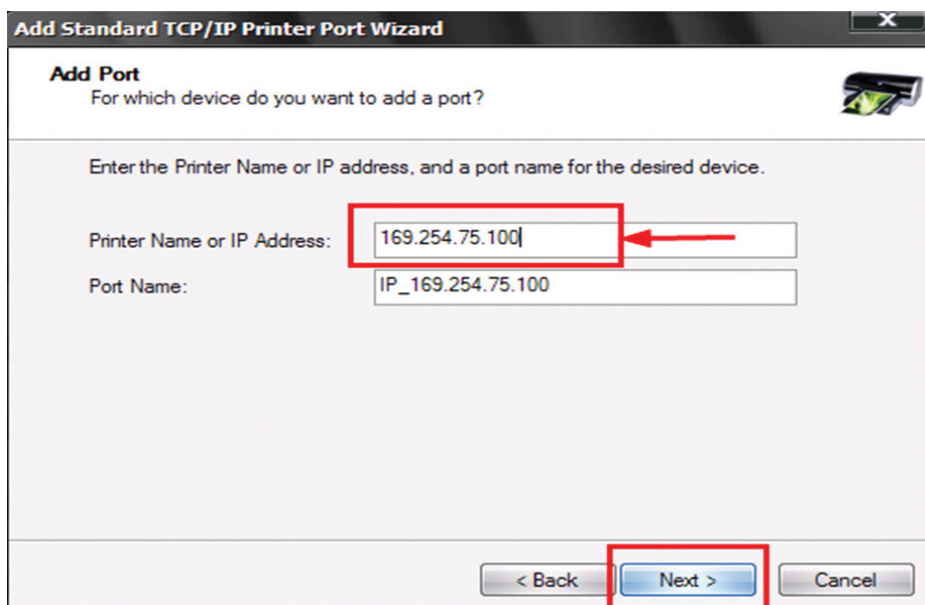 Add Standard TCP/IP Printer Port Wizard
Add Port
For which device do you want to add a port?
Enter the Printer Name or IP address, and a port name for the desired device.
Printer Name or IP Address: 169.254.75.100
Port Name: IP_169.254.75.100
< Back Next > Cancel